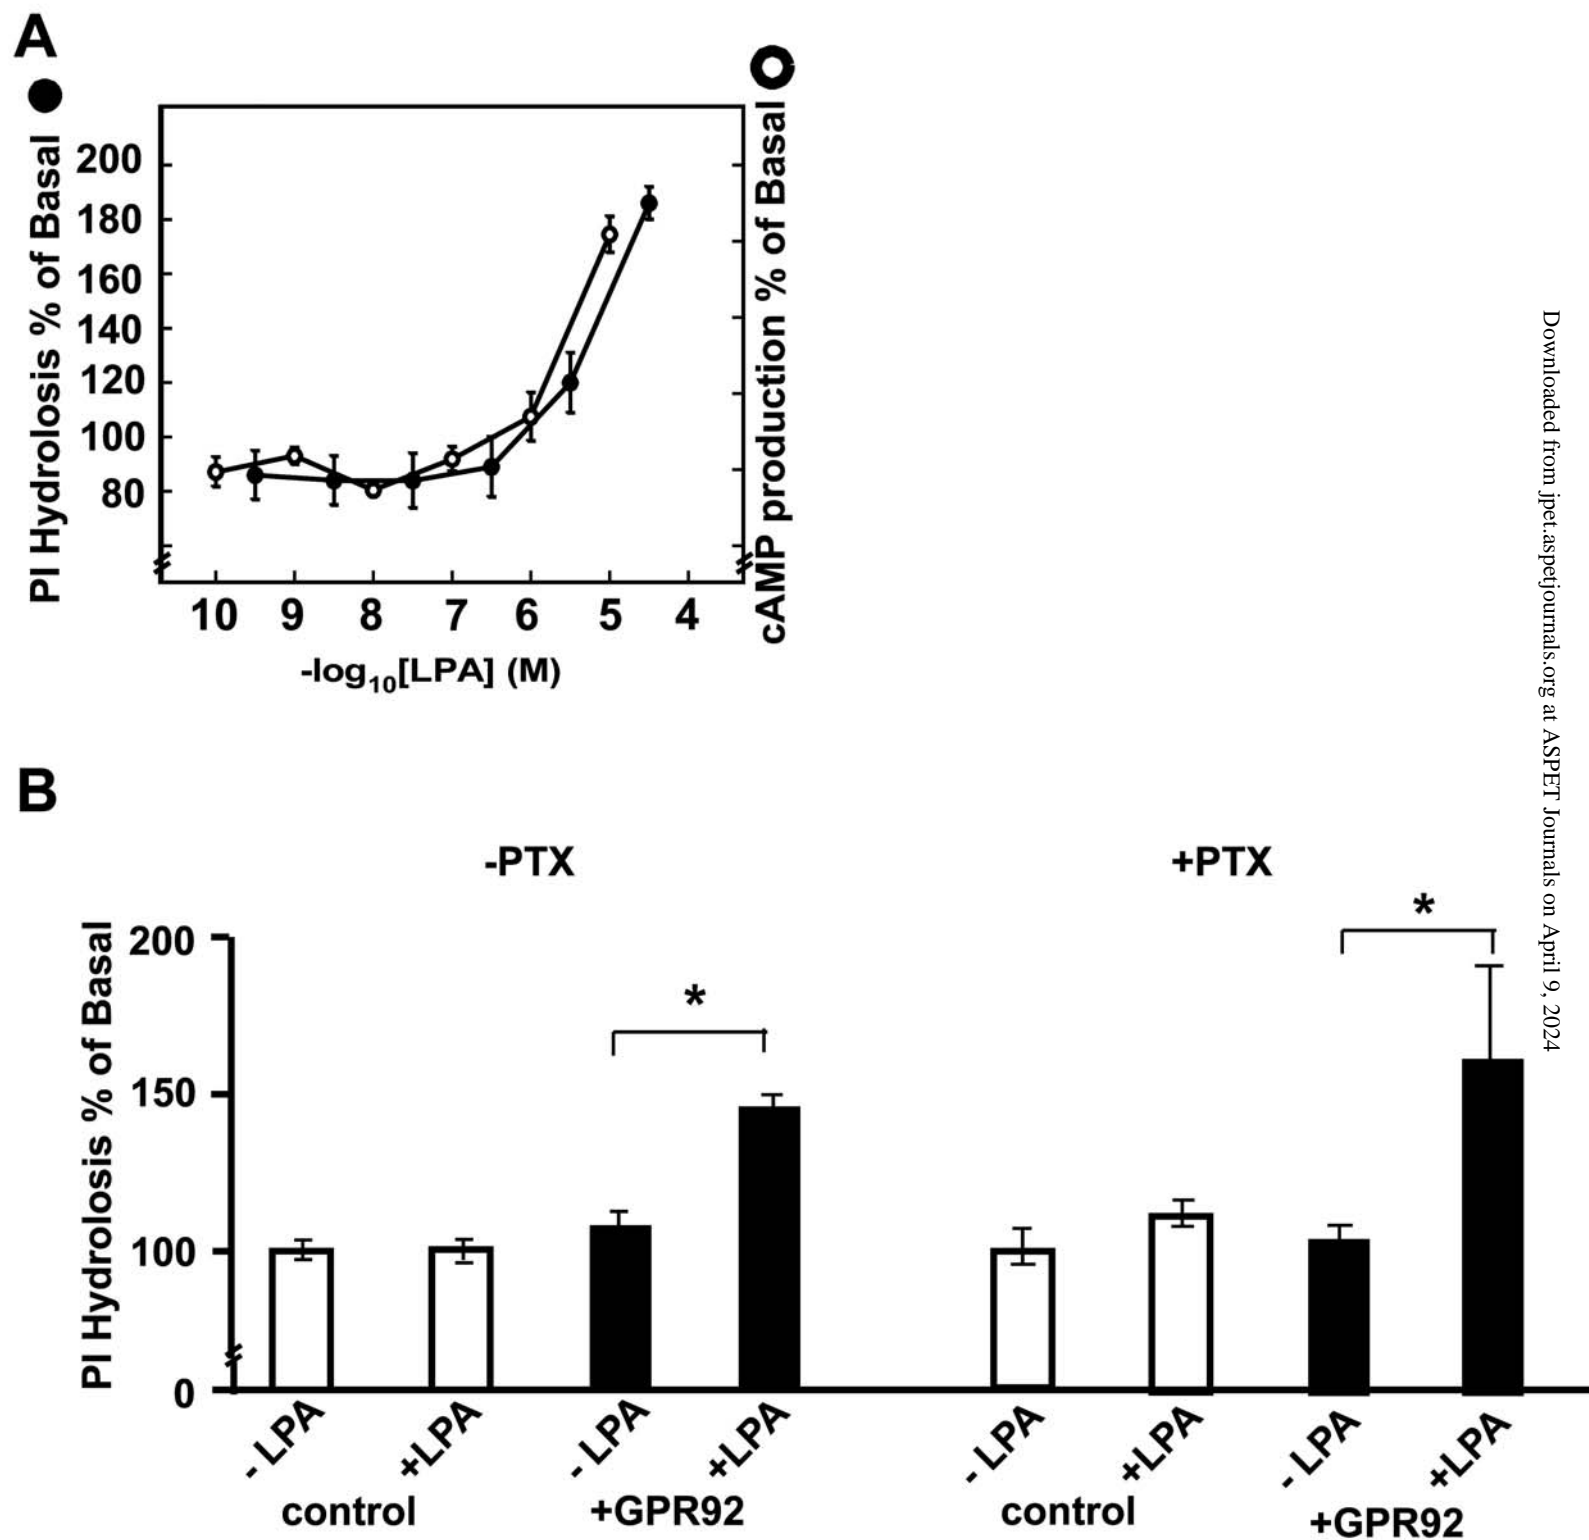 A
PI Hydrolosis % of Basal
200
180
160
140
120
100
80
cAMP production % of Basal
10 9 8 7 6 5 4
-log10[LPA] (M)
B
-PTX +PTX
PI Hydrolosis % of Basal
200
150
100
0
* *
- LPA +LPA - LPA +LPA - LPA +LPA - LPA +LPA
control +GPR92 control +GPR92
Downloaded from jpet.aspetjournals.org at ASPET Journals on April 9, 2024